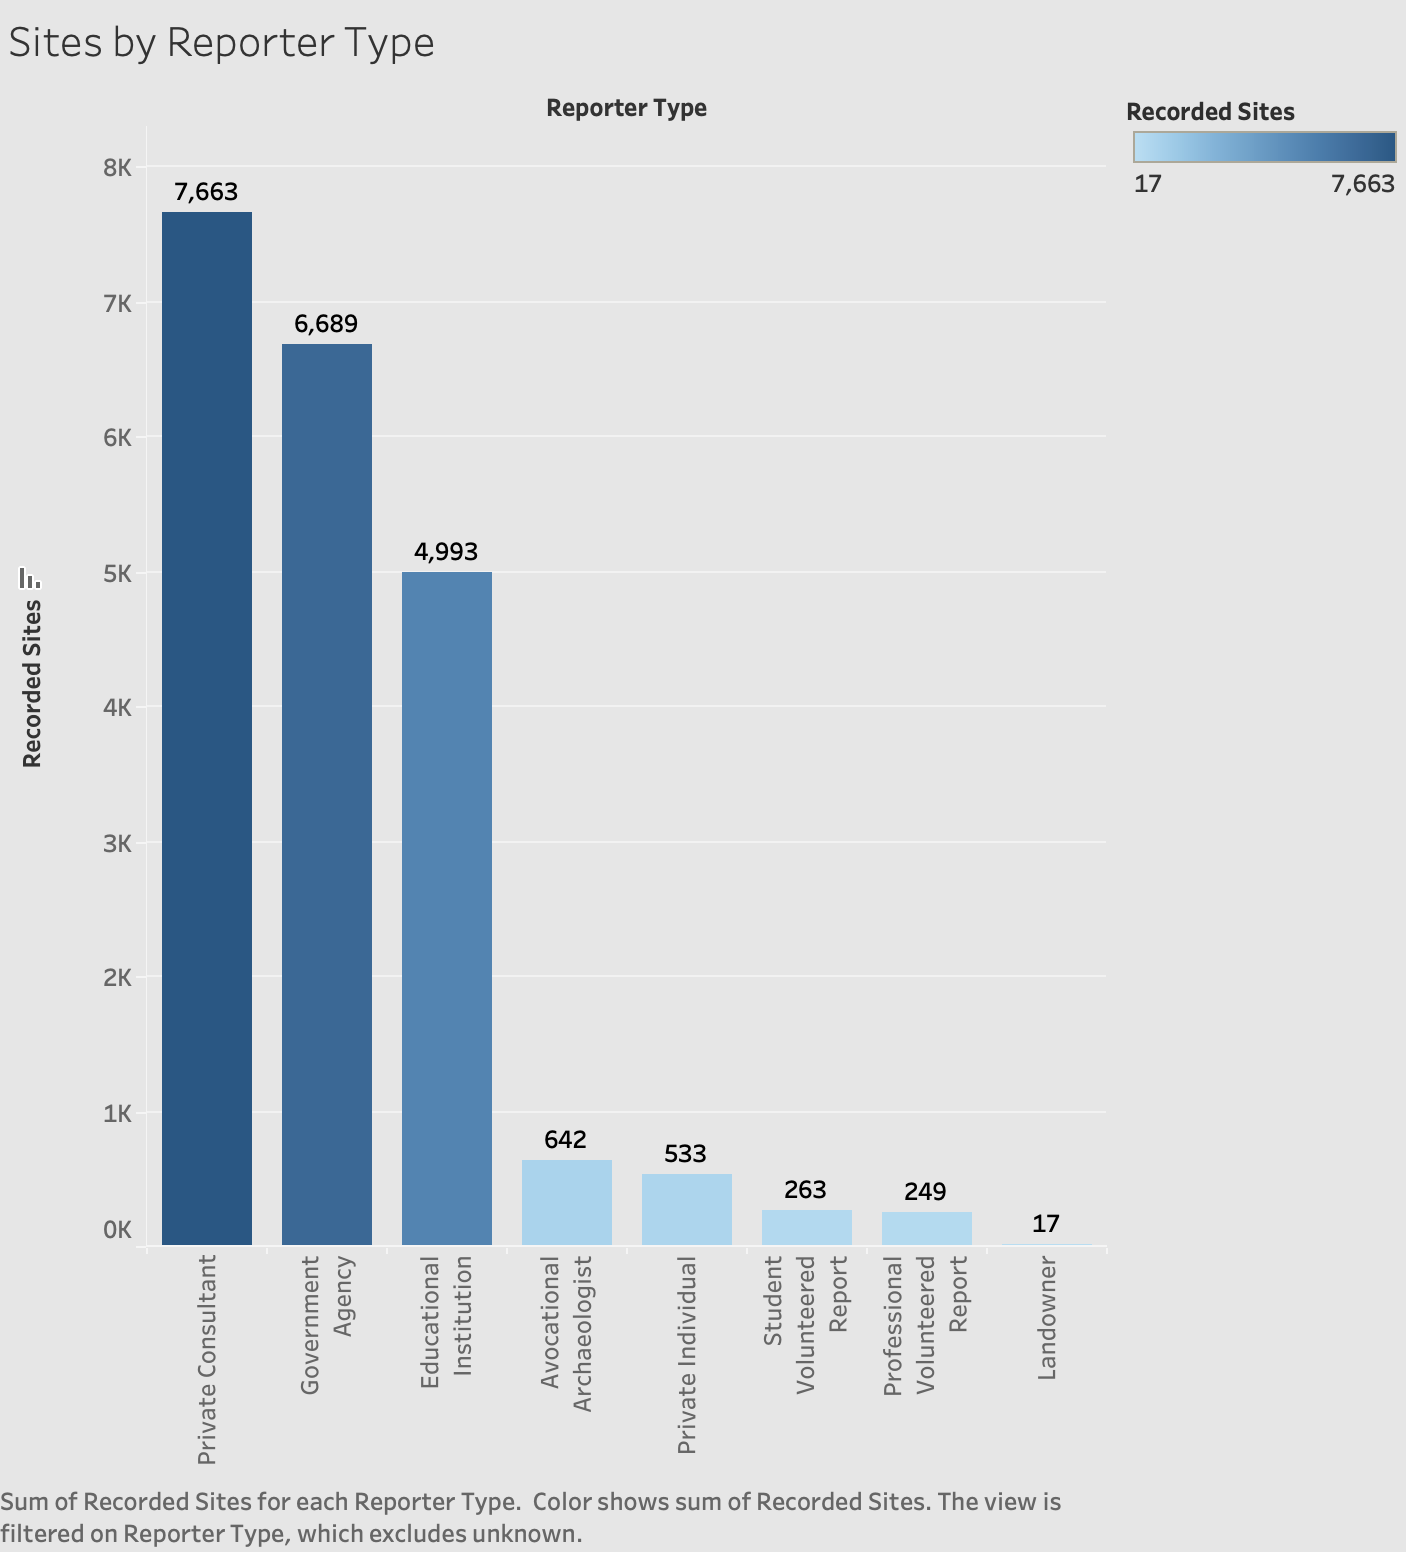 Sites by Reporter Type
Reporter Type
Recorded Sites
17 7,663
Recorded Sites
8K
7K
6K
5K
4K
3K
2K
1K
0K
7,663
6,689
4,993
642
533
263
249
17
Private Consultant
Government
Agency
Educational
Institution
Avocational
Archaeologist
Private Individual
Student
Volunteered
Report
Professional
Volunteered
Report
Landowner
Sum of Recorded Sites for each Reporter Type.  Color shows sum of Recorded Sites. The view is
filtered on Reporter Type, which excludes unknown.